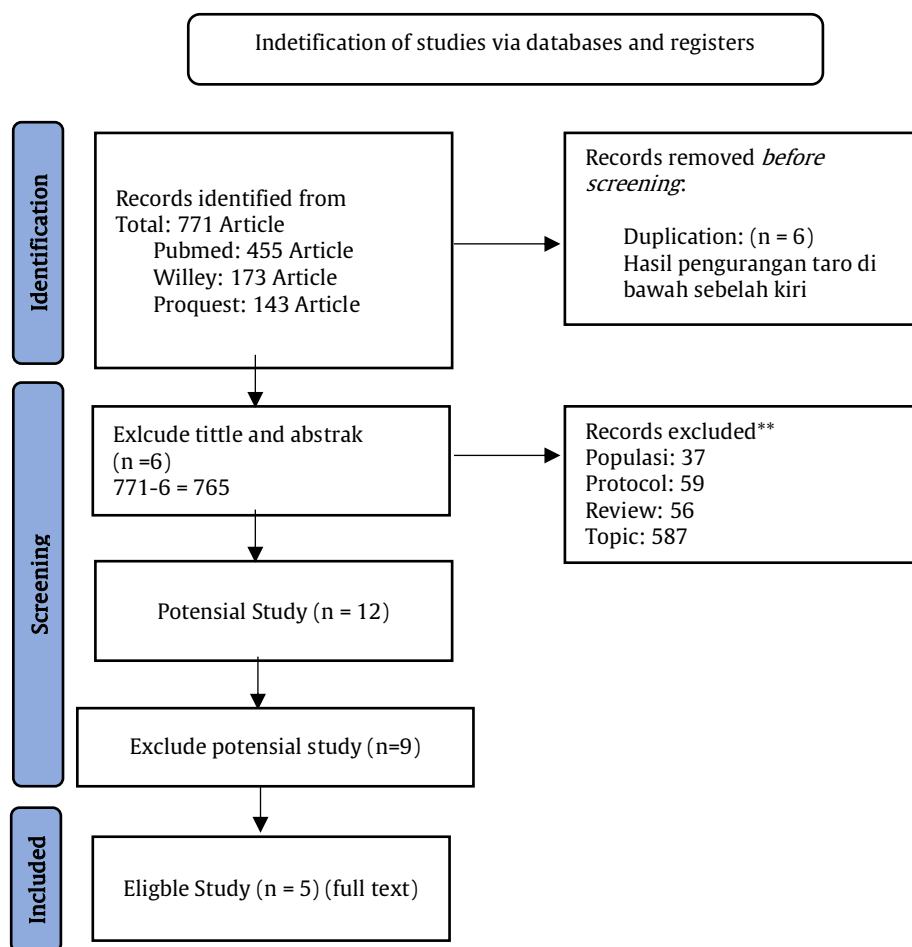 Indetification of studies via databases and registers
Identification
Records identified from
Total: 771 Article
Pubmed: 455 Article
Willey: 173 Article
Proquest: 143 Article
Records removed before
screening:
Duplication: (n = 6)
Hasil pengurangan taro di
bawah sebelah kiri
Screening
Exlcude tittle and abstrak
(n =6)
771-6 = 765
Records excluded**
Populasi: 37
Protocol: 59
Review: 56
Topic: 587
Potensial Study (n = 12)
Exclude potensial study (n=9)
Included
Eligble Study (n = 5) (full text)